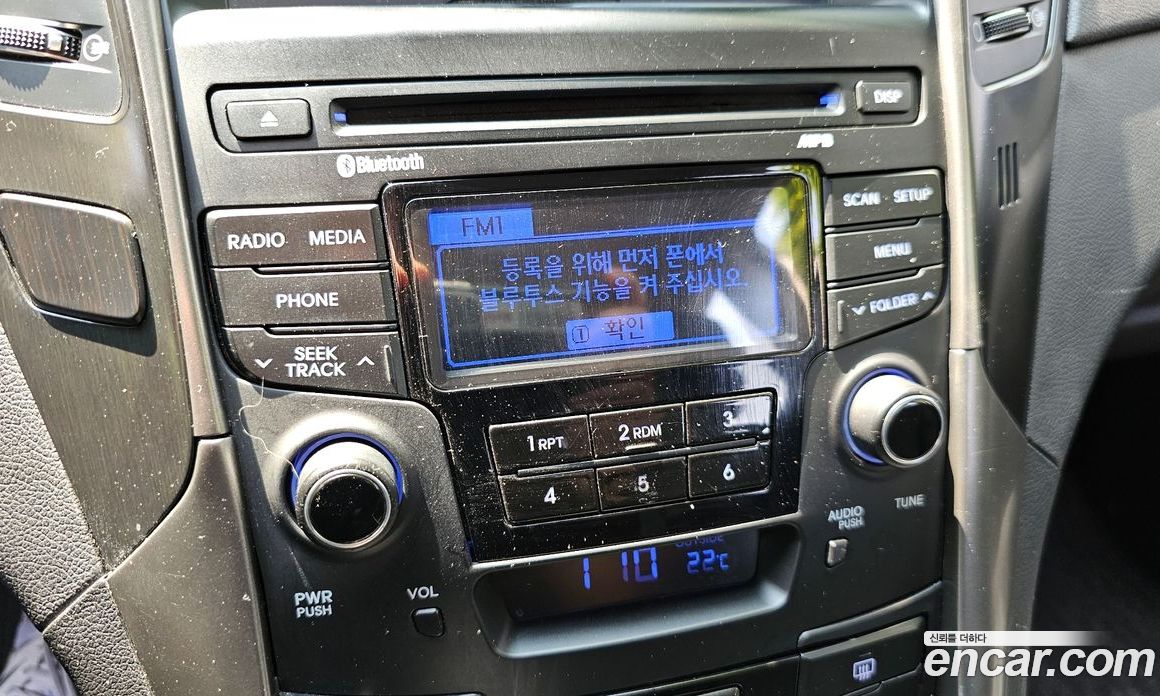 DISP
Bluetooth
MP3
RADIO MEDIA
PHONE
SEEK
TRACK
FM1
등록을 위해 먼저 폰에서
블루투스 기능을 켜 주십시오.
① 확인
SCAN SETUP
MENU
FOLDER
1 RPT
2 RDM
3
4
5
6
PWR
PUSH
VOL
AUDIO
PUSH
TUNE
OUTSIDE
1 10 22℃
신뢰를 더하다
encar.com